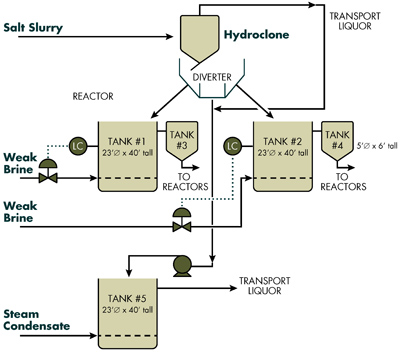 Salt Slurry
Hydroclone
TRANSPORT
LIQUOR
DIVERTER
REACTOR
LC
TANK #1
23'Ø x 40' tall
TANK
#3
LC
TANK #2
23'Ø x 40' tall
TANK
#4
5'Ø x 6' tall
Weak
Brine
TO
REACTORS
TO
REACTORS
Weak
Brine
TANK #5
23'Ø x 40' tall
TRANSPORT
LIQUOR
Steam
Condensate